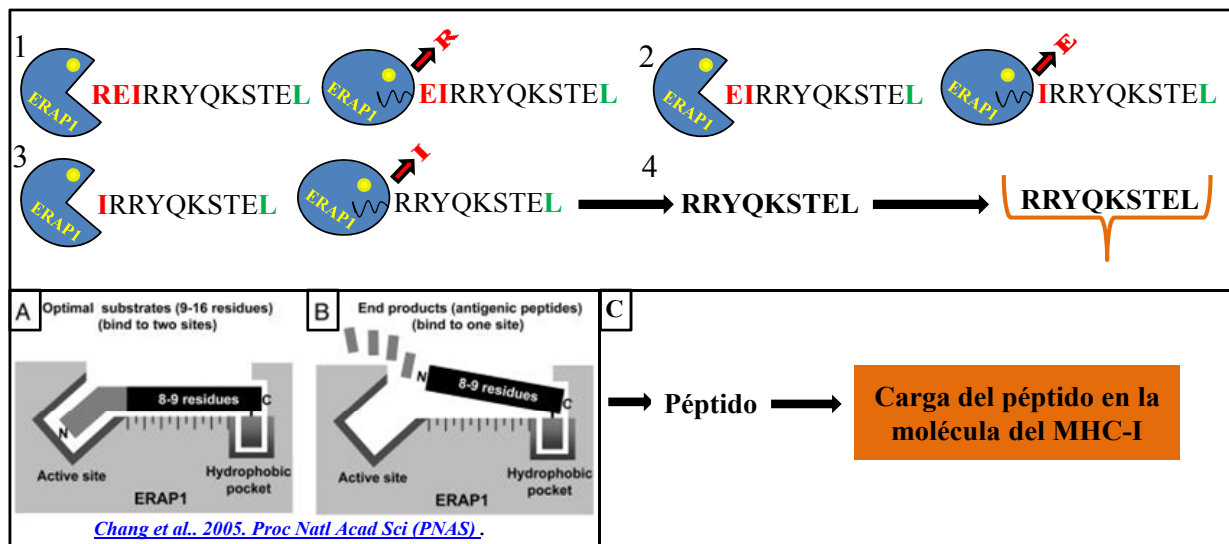 1
ERAP1
REIRRYQKSTEL
ERAP1
R
EIRRYQKSTEL
2
ERAP1
EIRRYQKSTEL
ERAP1
E
IRRYQKSTEL
3
ERAP1
IRRYQKSTEL
ERAP1
I
RRYQKSTEL
4
RRYQKSTEL
RRYQKSTEL
A
Optimal substrates (9-16 residues)
(bind to two sites)
8-9 residues
C
N
Active site
Hydrophobic
pocket
ERAP1
B
End products (antigenic peptides)
(bind to one site)
N
8-9 residues
C
Active site
Hydrophobic
pocket
ERAP1
Chang et al.. 2005. Proc Natl Acad Sci (PNAS) .
C
Péptido
Carga del péptido en la
molécula del MHC-I